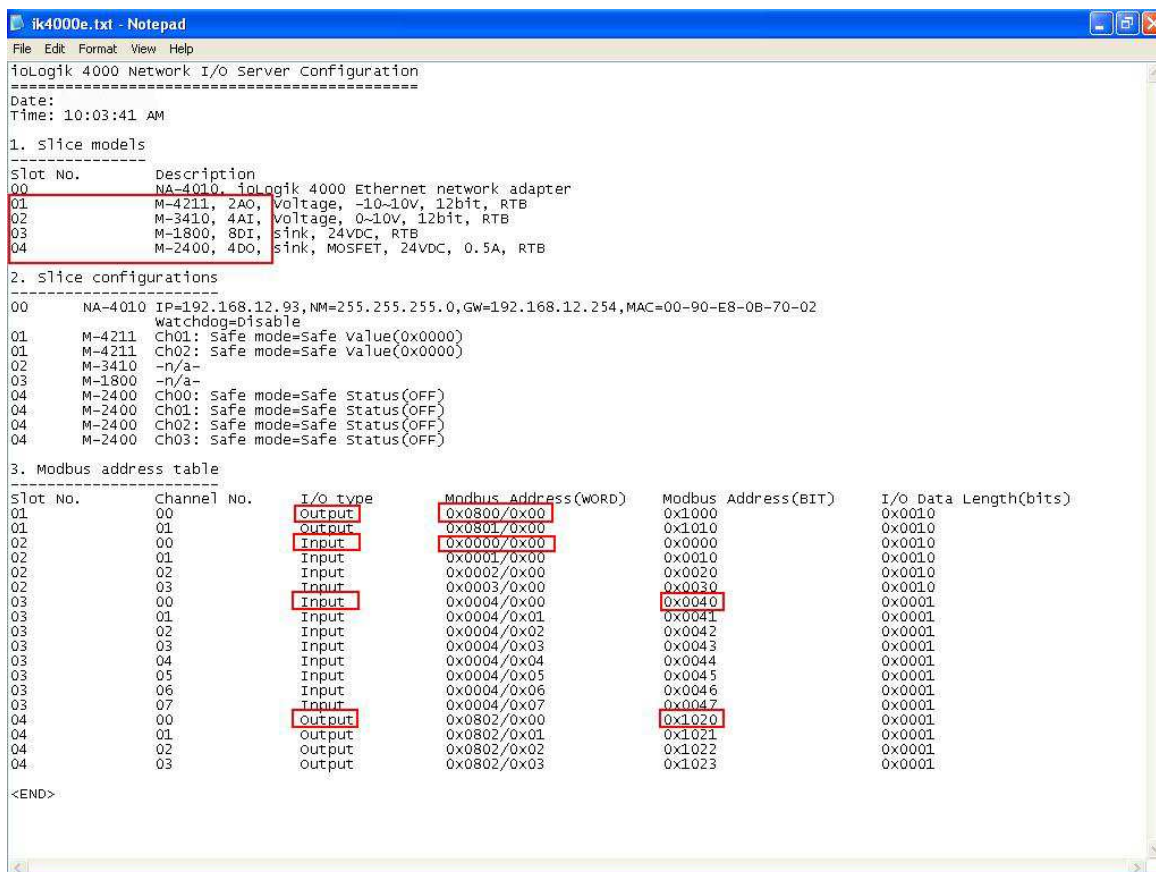 ik4000e.txt - Notepad
File Edit Format View Help
ioLogik 4000 Network I/O Server Configuration
=============================================
Date:
Time: 10:03:41 AM
1. Slice models
---------------
Slot No. Description
00 NA-4010, ioLogik 4000 Ethernet network adapter
01 M-4211, 2AO, Voltage, -10~10V, 12bit, RTB
02 M-3410, 4AI, Voltage, 0~10V, 12bit, RTB
03 M-1800, 8DI, sink, 24VDC, RTB
04 M-2400, 4DO, sink, MOSFET, 24VDC, 0.5A, RTB
2. Slice configurations
-----------------------
00 NA-4010 IP=192.168.12.93,NM=255.255.255.0,GW=192.168.12.254,MAC=00-90-E8-0B-70-02
Watchdog=Disable
01 M-4211 Ch01: Safe mode=Safe Value(0x0000)
01 M-4211 Ch02: Safe mode=Safe Value(0x0000)
02 M-3410 -n/a-
03 M-1800 -n/a-
04 M-2400 Ch00: Safe mode=Safe Status(OFF)
04 M-2400 Ch01: Safe mode=Safe Status(OFF)
04 M-2400 Ch02: Safe mode=Safe Status(OFF)
04 M-2400 Ch03: Safe mode=Safe Status(OFF)
3. Modbus address table
-----------------------
Slot No. Channel No. I/O type Modbus Address(WORD) Modbus Address(BIT) I/O Data Length(bits)
01 00 Output 0x0800/0x00 0x1000 0x0010
01 01 Output 0x0801/0x00 0x1010 0x0010
02 00 Input 0x0000/0x00 0x0000 0x0010
02 01 Input 0x0001/0x00 0x0010 0x0010
02 02 Input 0x0002/0x00 0x0020 0x0010
02 03 Input 0x0003/0x00 0x0030 0x0010
03 00 Input 0x0004/0x00 0x0040 0x0001
03 01 Input 0x0004/0x01 0x0041 0x0001
03 02 Input 0x0004/0x02 0x0042 0x0001
03 03 Input 0x0004/0x03 0x0043 0x0001
03 04 Input 0x0004/0x04 0x0044 0x0001
03 05 Input 0x0004/0x05 0x0045 0x0001
03 06 Input 0x0004/0x06 0x0046 0x0001
03 07 Input 0x0004/0x07 0x0047 0x0001
04 00 Output 0x0802/0x00 0x1020 0x0001
04 01 Output 0x0802/0x01 0x1021 0x0001
04 02 Output 0x0802/0x02 0x1022 0x0001
04 03 Output 0x0802/0x03 0x1023 0x0001
<END>